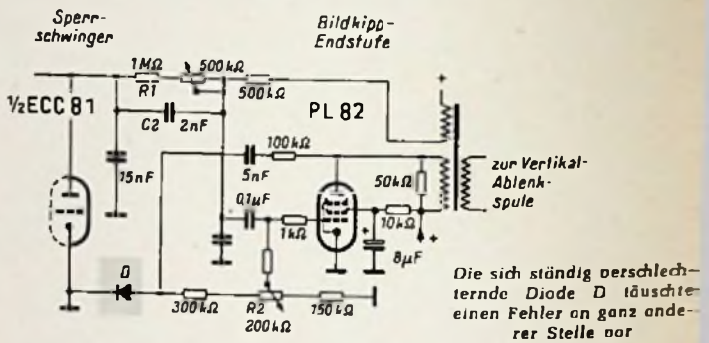 Sperr-
schwinger
Bildkipp-
Endstufe
1MΩ
500kΩ
R1
500kΩ
½ECC 81
PL 82
C2
2nF
100kΩ
15nF
5nF
50kΩ
zur Vertikal-
Ablenk-
spule
0,1µF
1kΩ
10kΩ
8µF
D
300kΩ
R2
200kΩ
150kΩ
Die sich ständig verschlech-
ternde Diode D täuschte
einen Fehler an ganz ande-
rer Stelle vor